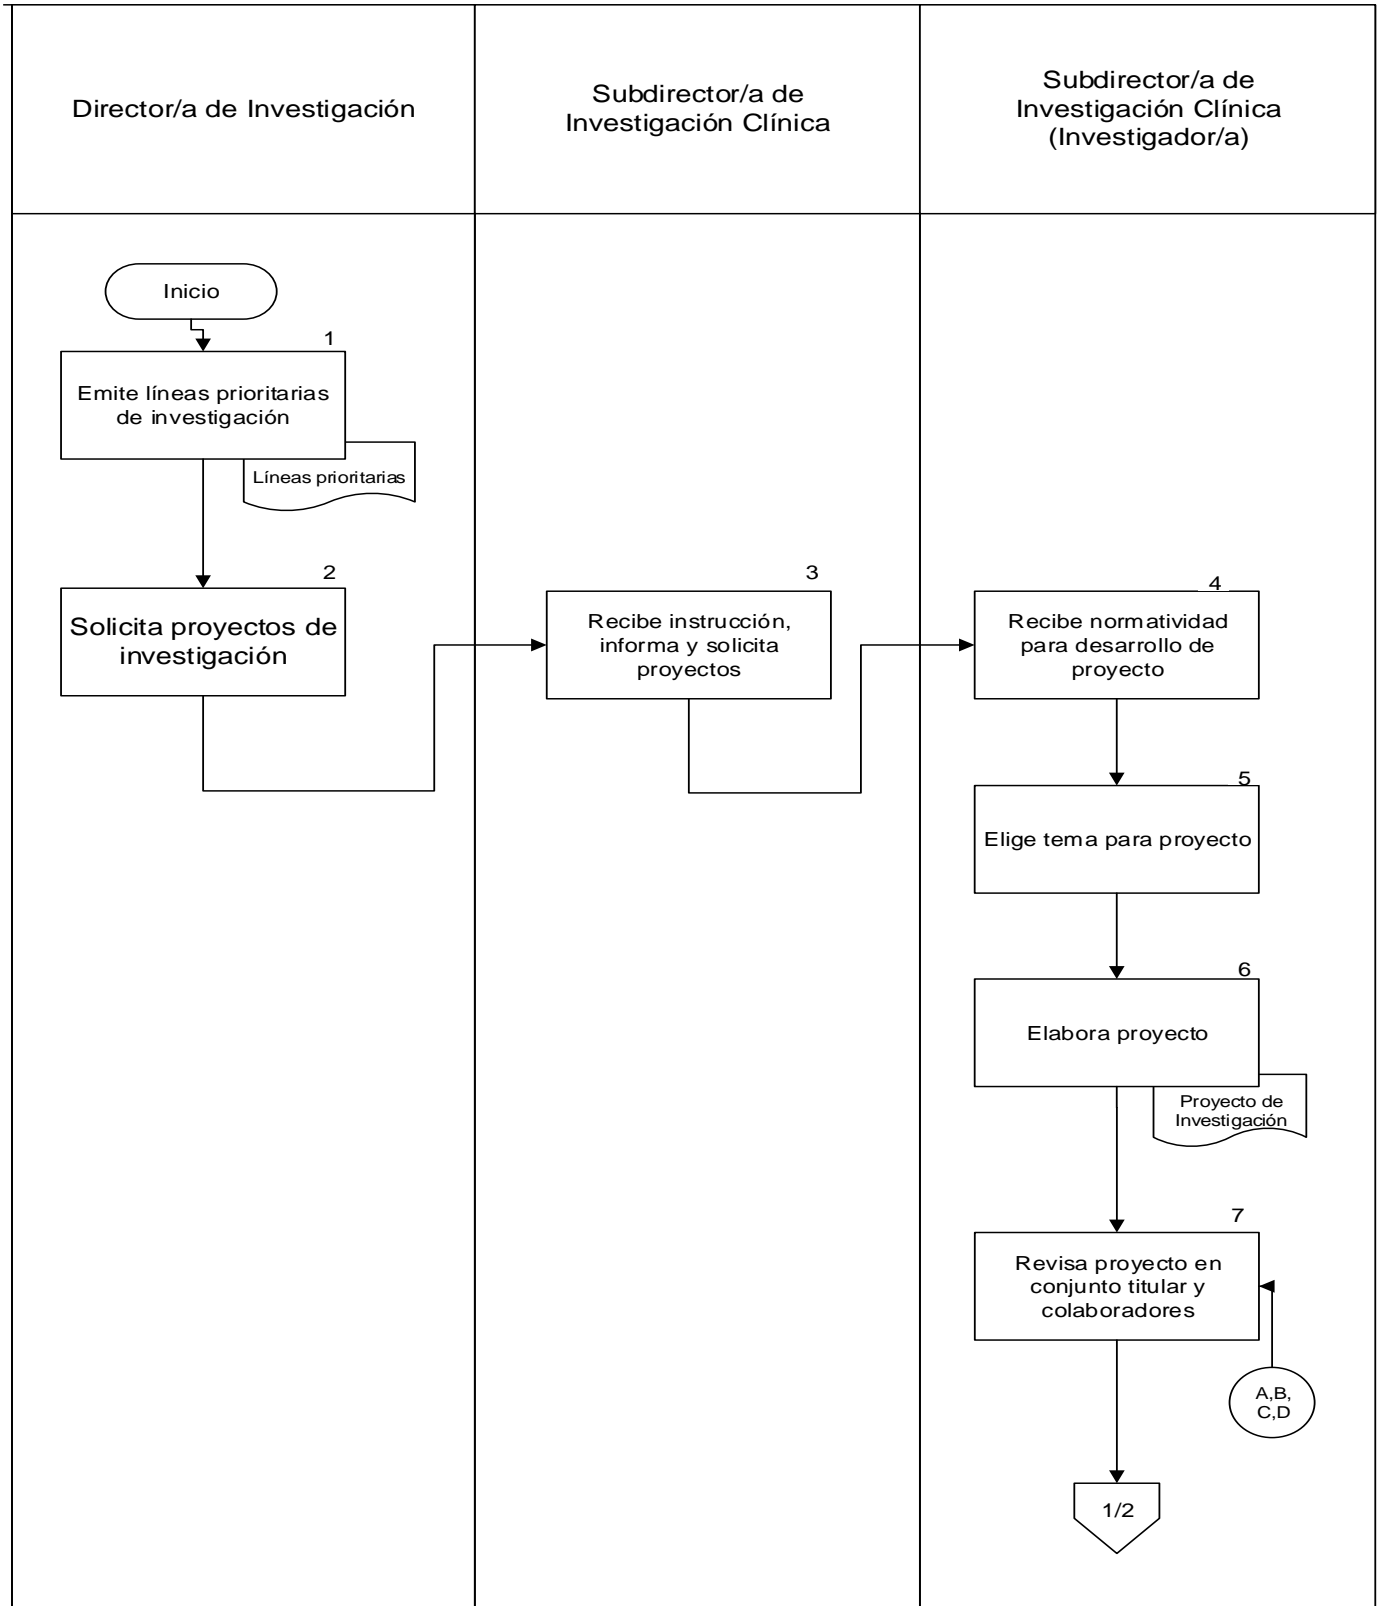 Director/a de Investigación
Subdirector/a de
Investigación Clínica
Subdirector/a de
Investigación Clínica
(Investigador/a)
Inicio
1
Emite líneas prioritarias
de investigación
Líneas prioritarias
2
Solicita proyectos de
investigación
3
Recibe instrucción,
informa y solicita
proyectos
4
Recibe normatividad
para desarrollo de
proyecto
5
Elige tema para proyecto
6
Elabora proyecto
Proyecto de
Investigación
7
Revisa proyecto en
conjunto titular y
colaboradores
A,B,
C,D
1/2